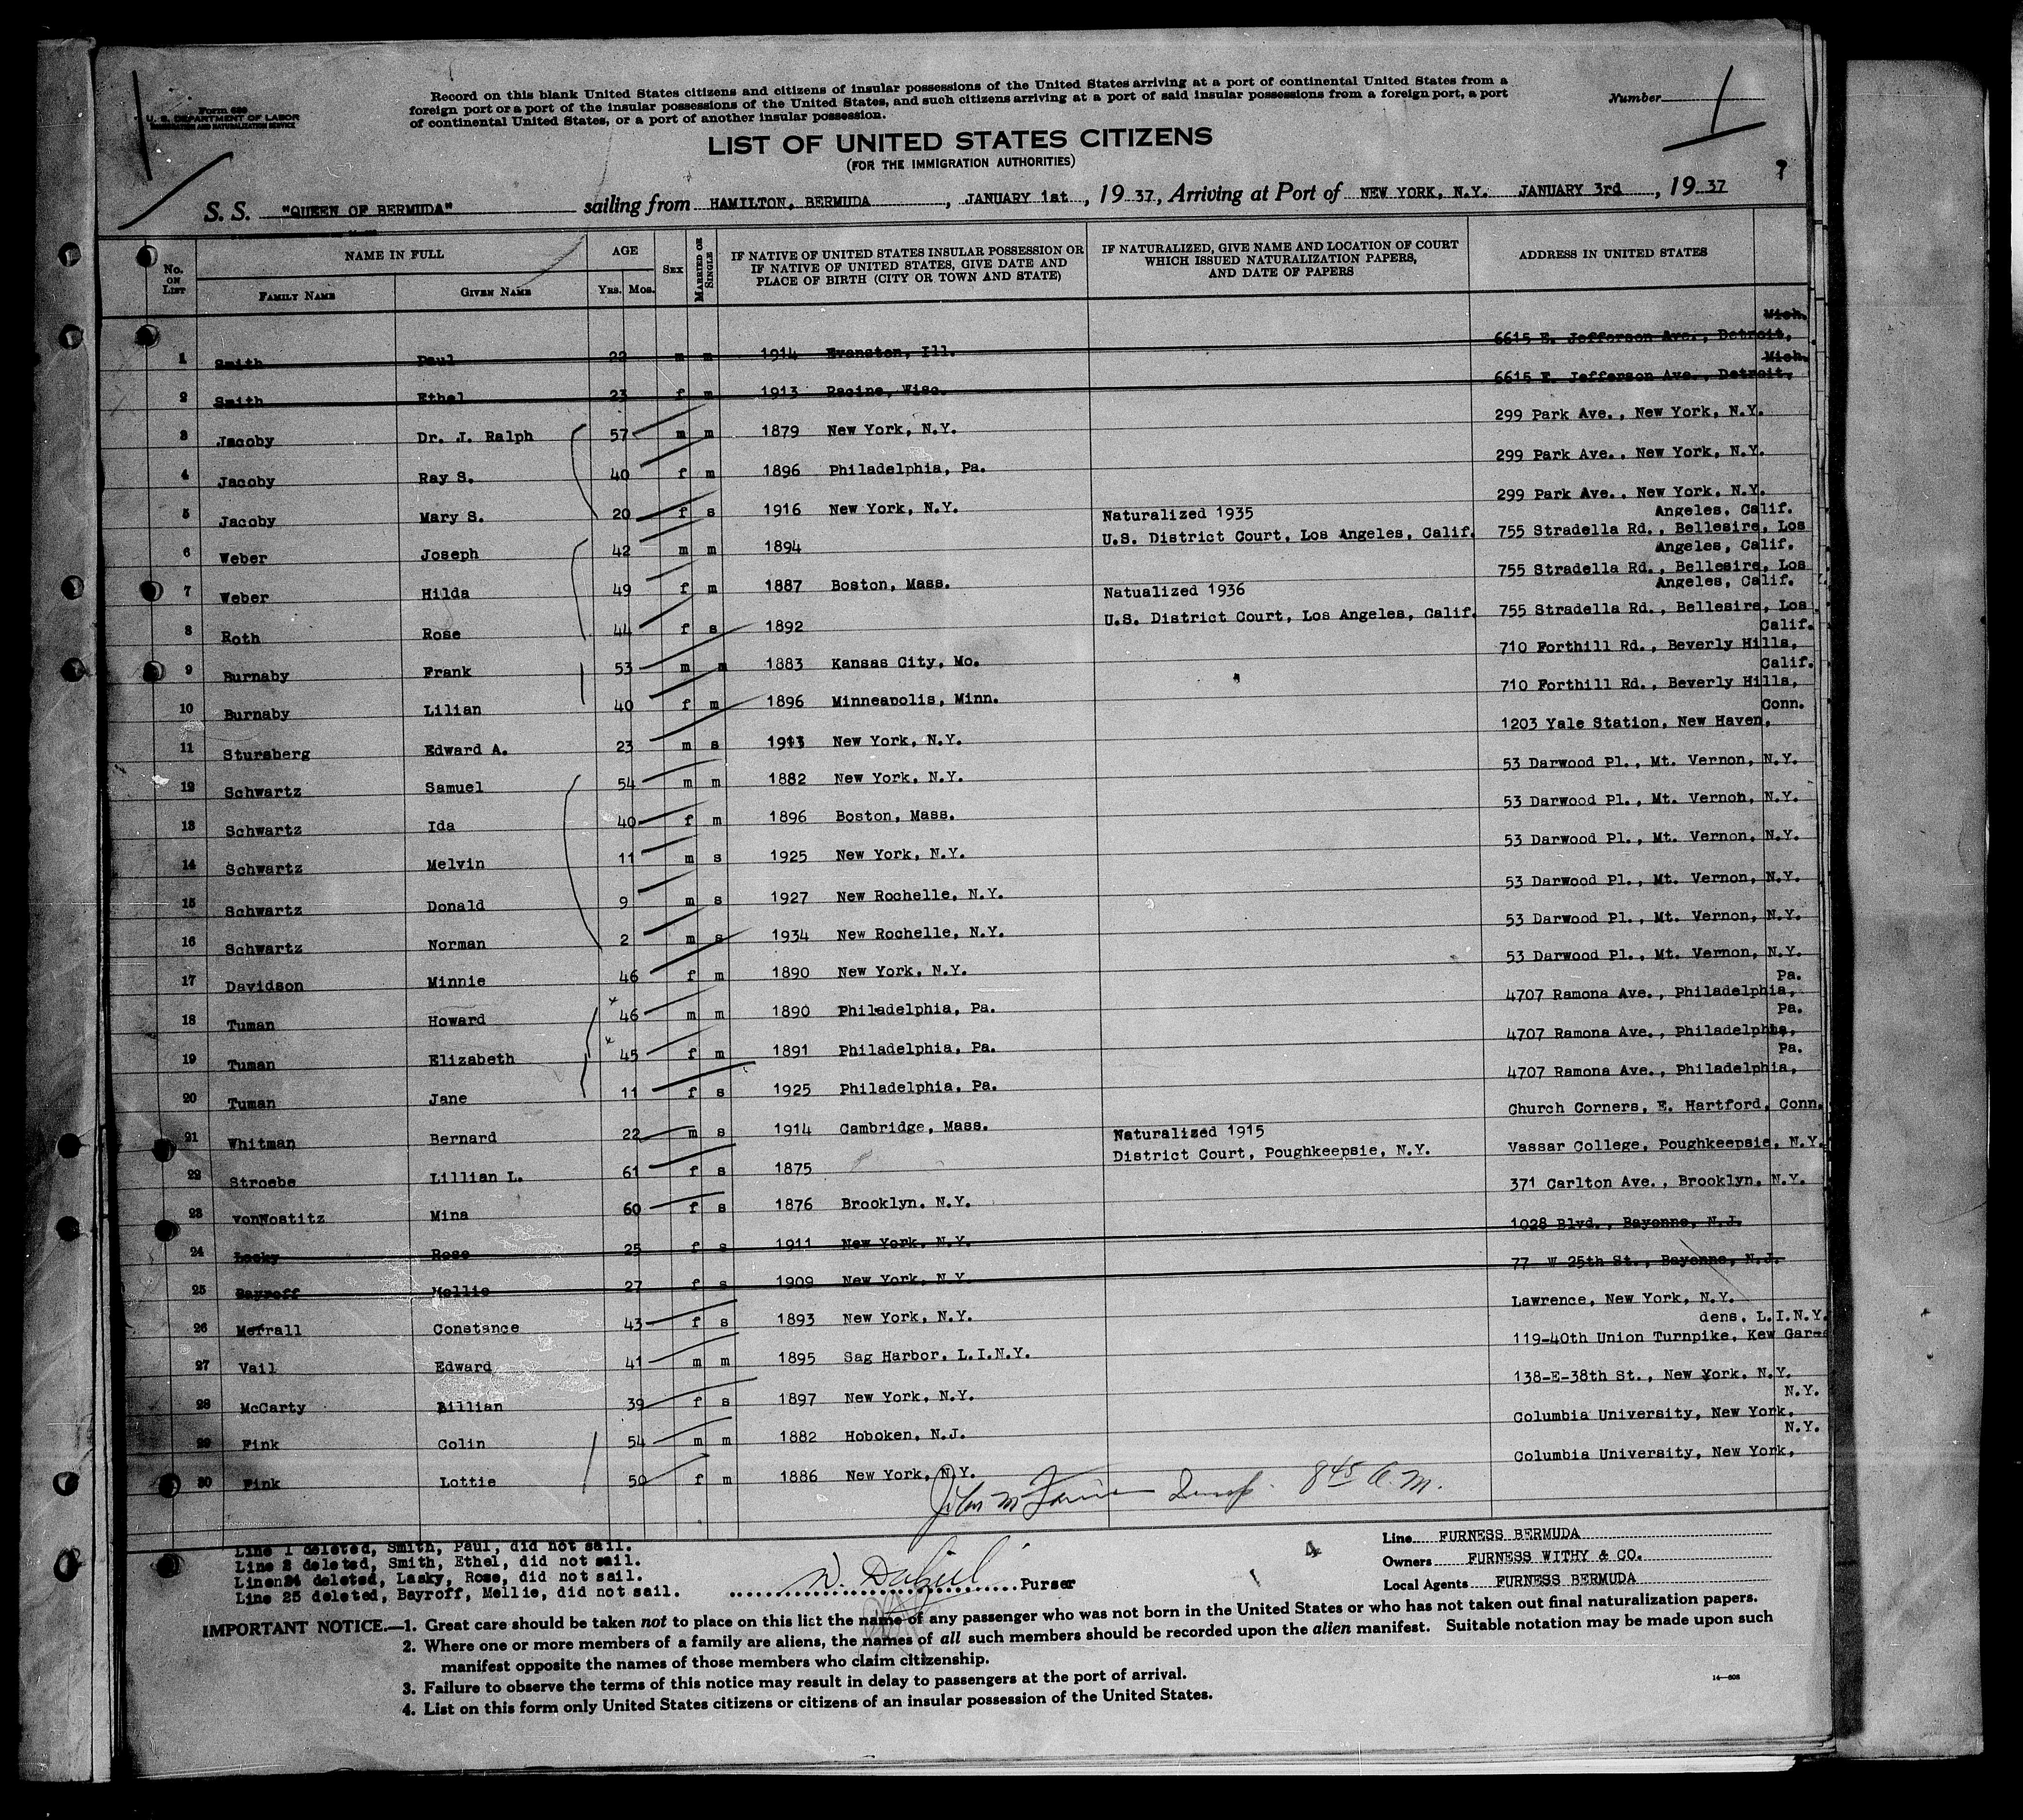 Form 630
U. S. DEPARTMENT OF LABOR
IMMIGRATION AND NATURALIZATION SERVICE
Record on this blank United States citizens and citizens of insular possessions of the United States arriving at a port of continental United States from a
foreign port or a port of the insular possessions of the United States, and such citizens arriving at a port of said insular possessions from a foreign port, a port
of continental United States, or a port of another insular possession.
Number 1
LIST OF UNITED STATES CITIZENS
(FOR THE IMMIGRATION AUTHORITIES)
S. S. "QUEEN OF BERMUDA" sailing from HAMILTON, BERMUDA, JANUARY 1st, 19 37, Arriving at Port of NEW YORK, N.Y. JANUARY 3rd, 19 37
No. ON LIST NAME IN FULL FAMILY NAME GIVEN NAME AGE YRS. MOS. SEX MARRIED OR SINGLE IF NATIVE OF UNITED STATES INSULAR POSSESSION OR IF NATIVE OF UNITED STATES, GIVE DATE AND PLACE OF BIRTH (CITY OR TOWN AND STATE) IF NATURALIZED, GIVE NAME AND LOCATION OF COURT WHICH ISSUED NATURALIZATION PAPERS, AND DATE OF PAPERS ADDRESS IN UNITED STATES
1 Smith Paul 22 m m 1914 Evanston, Ill. 6615 E. Jefferson Ave., Detroit, Mich.
2 Smith Ethel 23 f m 1913 Racine, Wisc. 6615 E. Jefferson Ave., Detroit, Mich.
3 Jacoby Dr. J. Ralph 57 m m 1879 New York, N.Y. 299 Park Ave., New York, N.Y.
4 Jacoby Ray S. 40 f m 1896 Philadelphia, Pa. 299 Park Ave., New York, N.Y.
5 Jacoby Mary S. 20 f s 1916 New York, N.Y. 299 Park Ave., New York, N.Y.
6 Weber Joseph 42 m m 1894 Naturalized 1935 U.S. District Court, Los Angeles, Calif. 755 Stradella Rd., Bellesire, Los Angeles, Calif.
7 Weber Hilda 49 f m 1887 Boston, Mass. 755 Stradella Rd., Bellesire, Los Angeles, Calif.
8 Roth Rose 44 f s 1892 Natualized 1936 U.S. District Court, Los Angeles, Calif. 755 Stradella Rd., Bellesire, Los Angeles, Calif.
9 Burnaby Frank 53 m m 1883 Kansas City, Mo. 710 Forthill Rd., Beverly Hills, Calif.
10 Burnaby Lilian 40 f m 1896 Minneapolis, Minn. 710 Forthill Rd., Beverly Hills, Calif.
11 Stursberg Edward A. 23 m s 1913 New York, N.Y. 1203 Yale Station, New Haven, Conn.
12 Schwartz Samuel 54 m m 1882 New York, N.Y. 53 Darwood Pl., Mt. Vernon, N.Y.
13 Schwartz Ida 40 f m 1896 Boston, Mass. 53 Darwood Pl., Mt. Vernon, N.Y.
14 Schwartz Melvin 11 m s 1925 New York, N.Y. 53 Darwood Pl., Mt. Vernon, N.Y.
15 Schwartz Donald 9 m s 1927 New Rochelle, N.Y. 53 Darwood Pl., Mt. Vernon, N.Y.
16 Schwartz Norman 2 m s 1934 New Rochelle, N.Y. 53 Darwood Pl., Mt. Vernon, N.Y.
17 Davidson Minnie 46 f m 1890 New York, N.Y. 53 Darwood Pl., Mt. Vernon, N.Y.
18 Tuman Howard 46 m m 1890 Philadelphia, Pa. 4707 Ramona Ave., Philadelphia, Pa.
19 Tuman Elizabeth 45 f m 1891 Philadelphia, Pa. 4707 Ramona Ave., Philadelphia, Pa.
20 Tuman Jane 11 f s 1925 Philadelphia, Pa. 4707 Ramona Ave., Philadelphia, Pa.
21 Whitman Bernard 22 m s 1914 Cambridge, Mass. Church Corners, E. Hartford, Conn.
22 Stroebe Lillian L. 61 f s 1875 Naturalized 1915 District Court, Poughkeepsie, N.Y. Vassar College, Poughkeepsie, N.Y.
23 vonNostitz Mina 60 f s 1876 Brooklyn. N.Y. 371 Carlton Ave., Brooklyn, N.Y.
24 Lasky Rose 25 f s 1911 New York, N.Y. 1028 Blvd., Bayonne, N.J.
25 Bayroff Mellie 27 f s 1909 New York, N.Y. 77 W 25th St., Bayonne, N.J.
26 Merrall Constance 43 f s 1893 New York, N.Y. Lawrence, New York, N.Y.
27 Vail Edward 41 m m 1895 Sag Harbor, L.I.N.Y. 119-40th Union Turnpike, Kew Gardens, L.I.N.Y.
28 McCarty Lillian 39 f s 1897 New York, N.Y. 138-E-38th St., New York. N.Y.
29 Fink Colin 54 m m 1882 Hoboken, N.J. Columbia University, New York, N.Y.
30 Fink Lottie 50 f m 1886 New York, N.Y. Columbia University, New York, N.Y.
Insp. 8 45 A.M.
Line 1 deleted, Smith, Paul, did not sail.
Line 2 deleted, Smith, Ethel, did not sail.
Linen24 deleted, Lasky, Rose, did not sail.
Line 25 deleted, Bayroff, Mellie, did not sail.
Purser
4
Line FURNESS BERMUDA
Owners FURNESS WITHY & CO.
Local Agents FURNESS BERMUDA
IMPORTANT NOTICE.—1. Great care should be taken not to place on this list the name of any passenger who was not born in the United States or who has not taken out final naturalization papers.
2. Where one or more members of a family are aliens, the names of all such members should be recorded upon the alien manifest. Suitable notation may be made upon such
manifest opposite the names of those members who claim citizenship.
3. Failure to observe the terms of this notice may result in delay to passengers at the port of arrival.
4. List on this form only United States citizens or citizens of an insular possession of the United States.
14—608